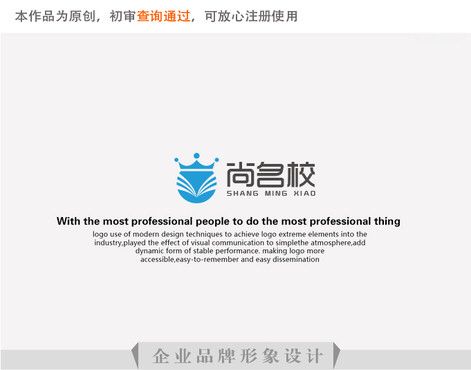 本作品为原创，初审查询通过，可放心注册使用
尚名校
SHANG MING XIAO
With the most professional people to do the most professional thing
logo use of modern design techniques to achieve logo extreme elements into the
industry,played the effect of visual communication to simplethe atmosphere,add
dynamic form of stable performance. making logo more
accessible,easy-to-remember and easy dissemination
企业品牌形象设计